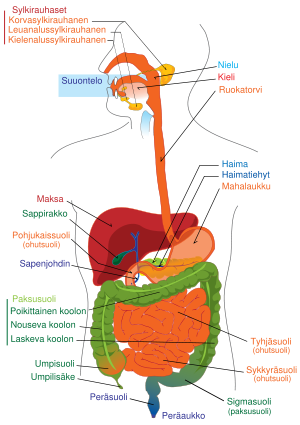 Sylkirauhaset
Korvasylkirauhanen
Leuanalussylkirauhanen
Kielenalussylkirauhanen
Suuontelo
Nielu
Kieli
Ruokatorvi
Haima
Haimatiehyt
Mahalaukku
Maksa
Sappirakko
Pohjukaissuoli
(ohutsuoli)
Sapenjohdin
Paksusuoli
Poikittainen koolon
Nouseva koolon
Laskeva koolon
Umpisuoli
Umpilisäke
Peräsuoli
Peräaukko
Tyhjäsuoli
(ohutsuoli)
Sykkyräsuoli
(ohutsuoli)
Sigmasuoli
(paksusuoli)